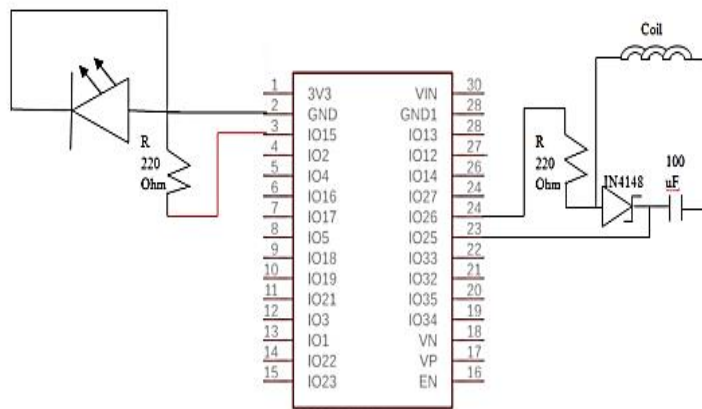 Coil
1 3V3 VIN 30
2 GND GND1 28
3 IO15 IO13 28
4 IO2 IO12 27
5 IO4 IO14 26
6 IO16 IO27 24
7 IO17 IO26 24
8 IO5 IO25 23
9 IO18 IO33 22
10 IO19 IO32 21
11 IO21 IO35 20
12 IO3 IO34 19
13 IO1 VN 18
14 IO22 VP 17
15 IO23 EN 16
R
220
Ohm
R
220
Ohm
IN4148
100
uF